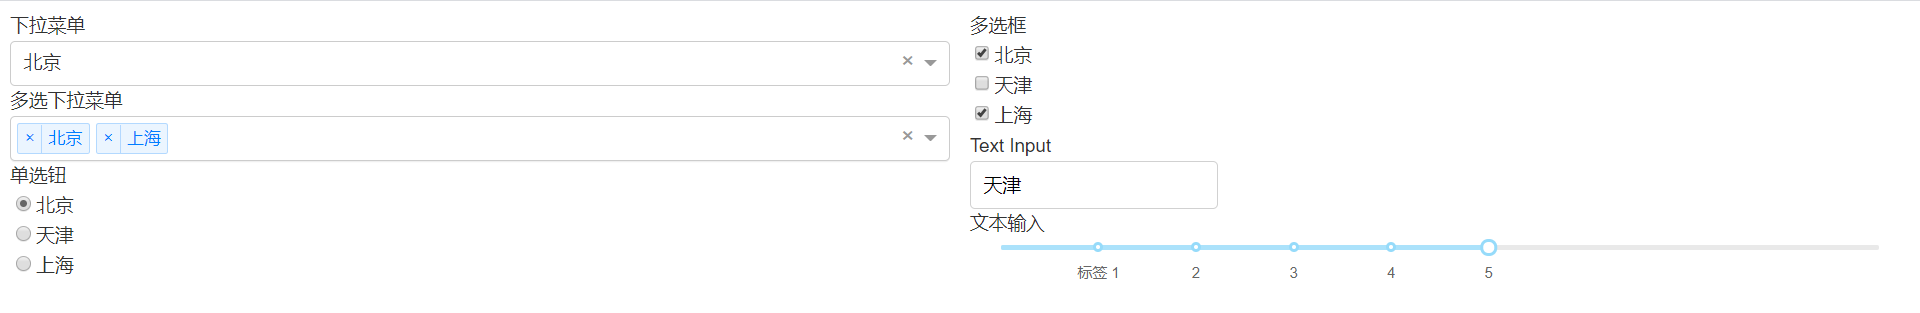 下拉菜单
北京
多选下拉菜单
× 北京 × 上海
单选钮
北京
天津
上海
多选框
北京
天津
上海
Text Input
天津
文本输入
标签 1 2 3 4 5